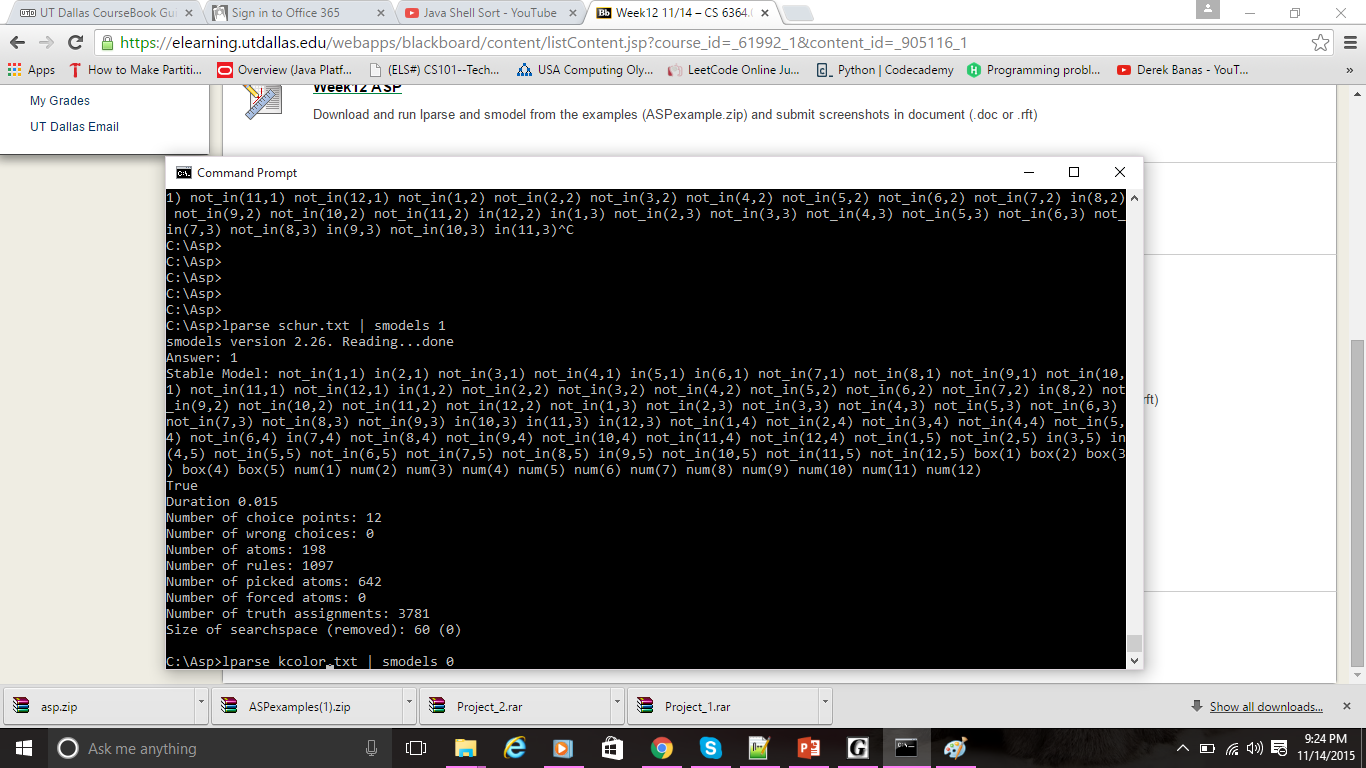 UT Dallas CourseBook Gui
Sign in to Office 365
Java Shell Sort - YouTube
Week12 11/14 – CS 6364.0
https://elearning.utdallas.edu/webapps/blackboard/content/listContent.jsp?course_id=_61992_1&content_id=_905116_1
Apps
How to Make Partiti...
Overview (Java Platf...
(ELS#) CS101--Tech...
USA Computing Oly...
LeetCode Online Ju...
Python | Codecademy
Programming probl...
Derek Banas - YouT...
»
My Grades
UT Dallas Email
Week12 ASP
Download and run lparse and smodel from the examples (ASPexample.zip) and submit screenshots in document (.doc or .rft)
rft)
Command Prompt
1) not_in(11,1) not_in(12,1) not_in(1,2) not_in(2,2) not_in(3,2) not_in(4,2) not_in(5,2) not_in(6,2) not_in(7,2) in(8,2)
not_in(9,2) not_in(10,2) not_in(11,2) in(12,2) in(1,3) not_in(2,3) not_in(3,3) not_in(4,3) not_in(5,3) not_in(6,3) not_
in(7,3) not_in(8,3) in(9,3) not_in(10,3) in(11,3)^C
C:\Asp>
C:\Asp>
C:\Asp>
C:\Asp>
C:\Asp>
C:\Asp>lparse schur.txt | smodels 1
smodels version 2.26. Reading...done
Answer: 1
Stable Model: not_in(1,1) in(2,1) not_in(3,1) not_in(4,1) in(5,1) in(6,1) not_in(7,1) not_in(8,1) not_in(9,1) not_in(10,
1) not_in(11,1) not_in(12,1) in(1,2) not_in(2,2) not_in(3,2) not_in(4,2) not_in(5,2) not_in(6,2) not_in(7,2) in(8,2) not
_in(9,2) not_in(10,2) not_in(11,2) not_in(12,2) not_in(1,3) not_in(2,3) not_in(3,3) not_in(4,3) not_in(5,3) not_in(6,3)
not_in(7,3) not_in(8,3) not_in(9,3) in(10,3) in(11,3) in(12,3) not_in(1,4) not_in(2,4) not_in(3,4) not_in(4,4) not_in(5,
4) not_in(6,4) in(7,4) not_in(8,4) not_in(9,4) not_in(10,4) not_in(11,4) not_in(12,4) not_in(1,5) not_in(2,5) in(3,5) in
(4,5) not_in(5,5) not_in(6,5) not_in(7,5) not_in(8,5) in(9,5) not_in(10,5) not_in(11,5) not_in(12,5) box(1) box(2) box(3
) box(4) box(5) num(1) num(2) num(3) num(4) num(5) num(6) num(7) num(8) num(9) num(10) num(11) num(12)
True
Duration 0.015
Number of choice points: 12
Number of wrong choices: 0
Number of atoms: 198
Number of rules: 1097
Number of picked atoms: 642
Number of forced atoms: 0
Number of truth assignments: 3781
Size of searchspace (removed): 60 (0)
C:\Asp>lparse kcolor.txt | smodels 0
asp.zip
ASPexamples(1).zip
Project_2.rar
Project_1.rar
Show all downloads...
Ask me anything
9:24 PM
11/14/2015